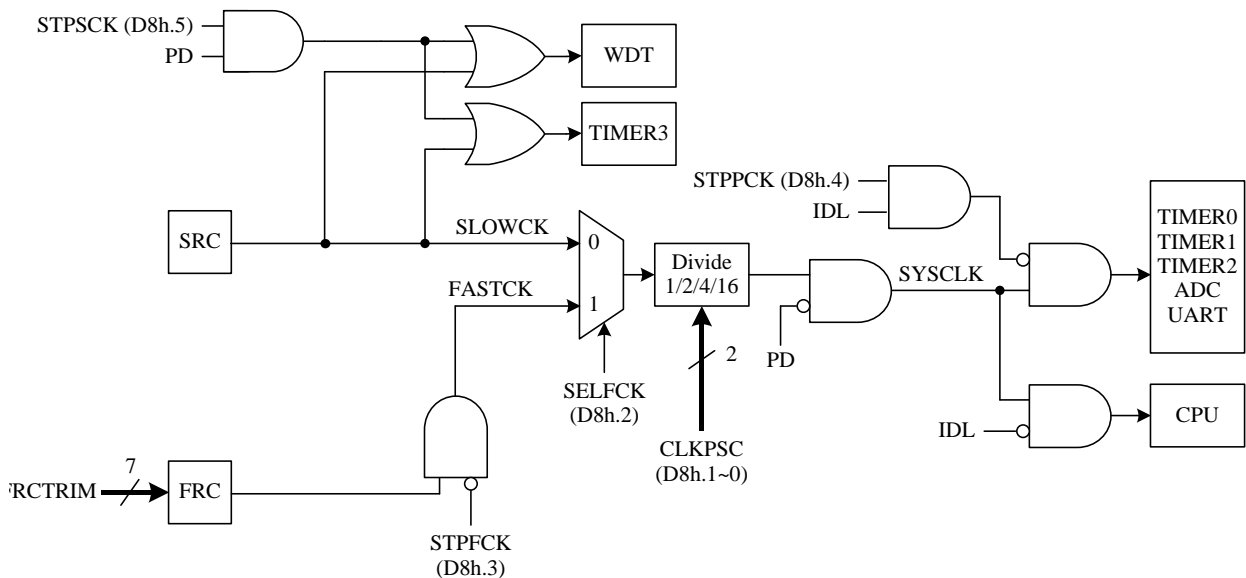 STPSCK (D8h.5)
PD
WDT
TIMER3
STPPCK (D8h.4)
IDL
TIMER0
TIMER1
TIMER2
ADC
UART
SRC
SLOWCK
0
FASTCK
1
Divide
1/2/4/16
SYSCLK
PD
2
SELFCK
(D8h.2)
CLKPSC
(D8h.1~0)
IDL
CPU
RCTRIM
7
FRC
STPFCK
(D8h.3)